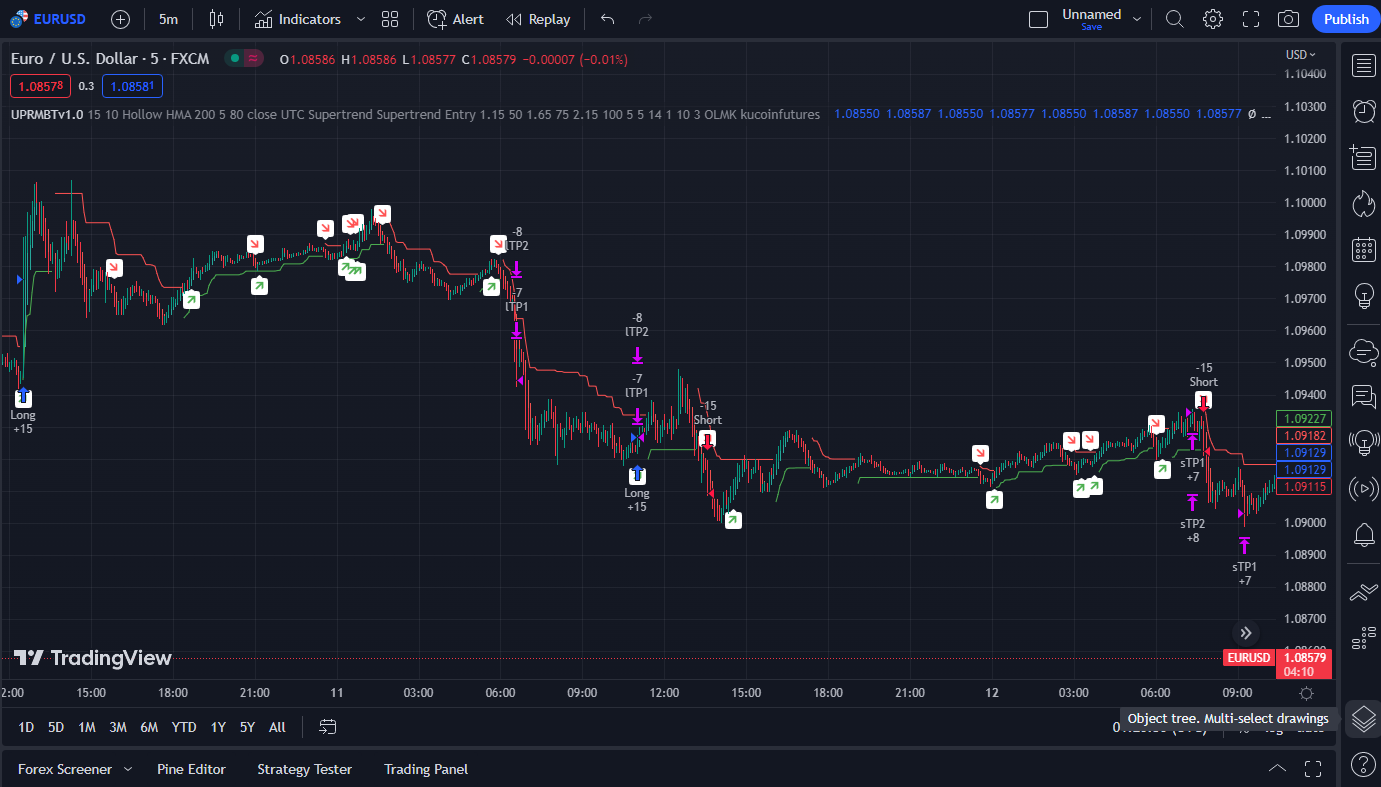 EURUSD 5m Indicators Alert Replay Unnamed Publish
Save
Euro / U.S. Dollar · 5 · FXCM O1.08586 H1.08586 L1.08577 C1.08579 −0.00007 (−0.01%)
1.08578 0.3 1.08581
UPRMBTv1.0 15 10 Hollow HMA 200 5 80 close UTC Supertrend Supertrend Entry 1.15 50 1.65 75 2.15 100 5 5 14 1 10 3 OLMK kucoinfutures 1.08550 1.08587 1.08550 1.08577 1.08550 1.08587 1.08550 1.08577 Ø ...
USD
1.10400
1.10300
1.10200
1.10100
1.10000
1.09900
1.09800
1.09700
1.09600
1.09500
1.09400
1.09227
1.09182
1.09129
1.09129
1.09115
1.09000
1.08900
1.08800
1.08700
EURUSD 1.08579
04:10
Long
+15
-8
lTP2
-7
lTP1
-8
lTP2
-7
lTP1
Long
+15
-15
Short
-15
Short
sTP1
+7
sTP2
+8
sTP1
+7
TradingView
2:00 15:00 18:00 21:00 11 03:00 06:00 09:00 12:00 15:00 18:00 21:00 12 03:00 06:00 09:00
1D 5D 1M 3M 6M YTD 1Y 5Y All
Object tree. Multi-select drawings
Forex Screener Pine Editor Strategy Tester Trading Panel